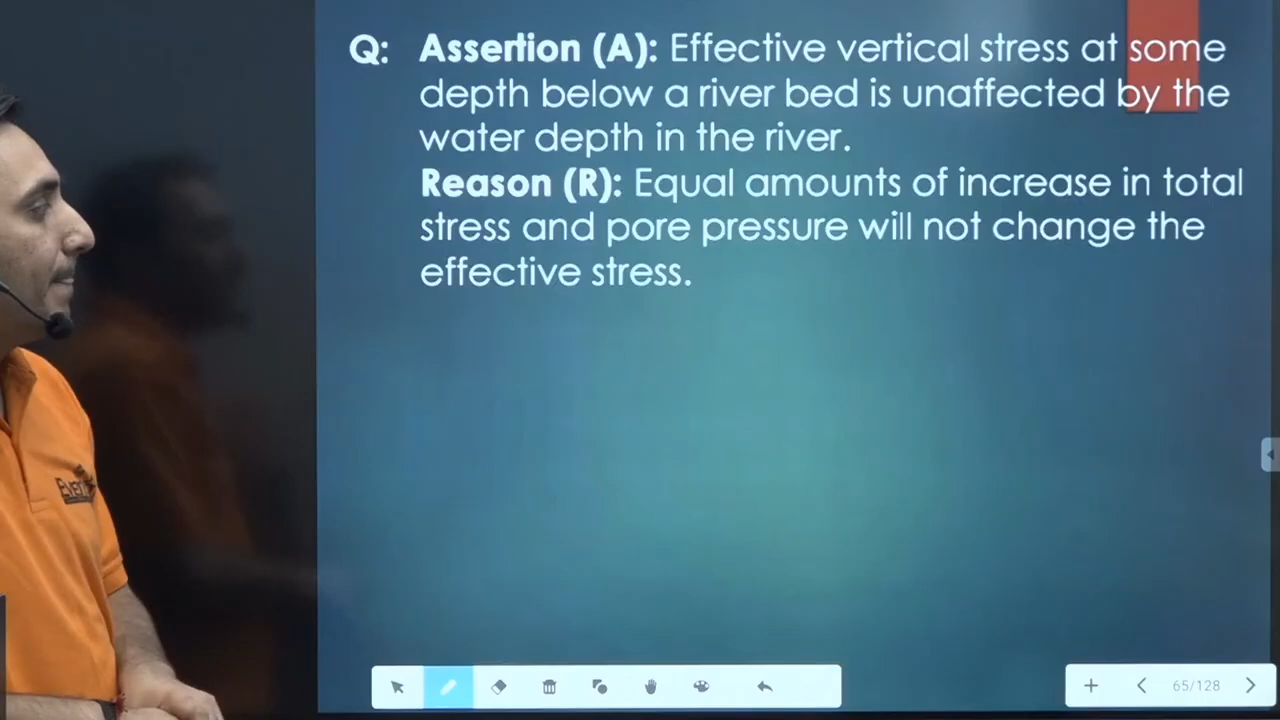 Q: Assertion (A): Effective vertical stress at some
depth below a river bed is unaffected by the
water depth in the river.
Reason (R): Equal amounts of increase in total
stress and pore pressure will not change the
effective stress.
65/128